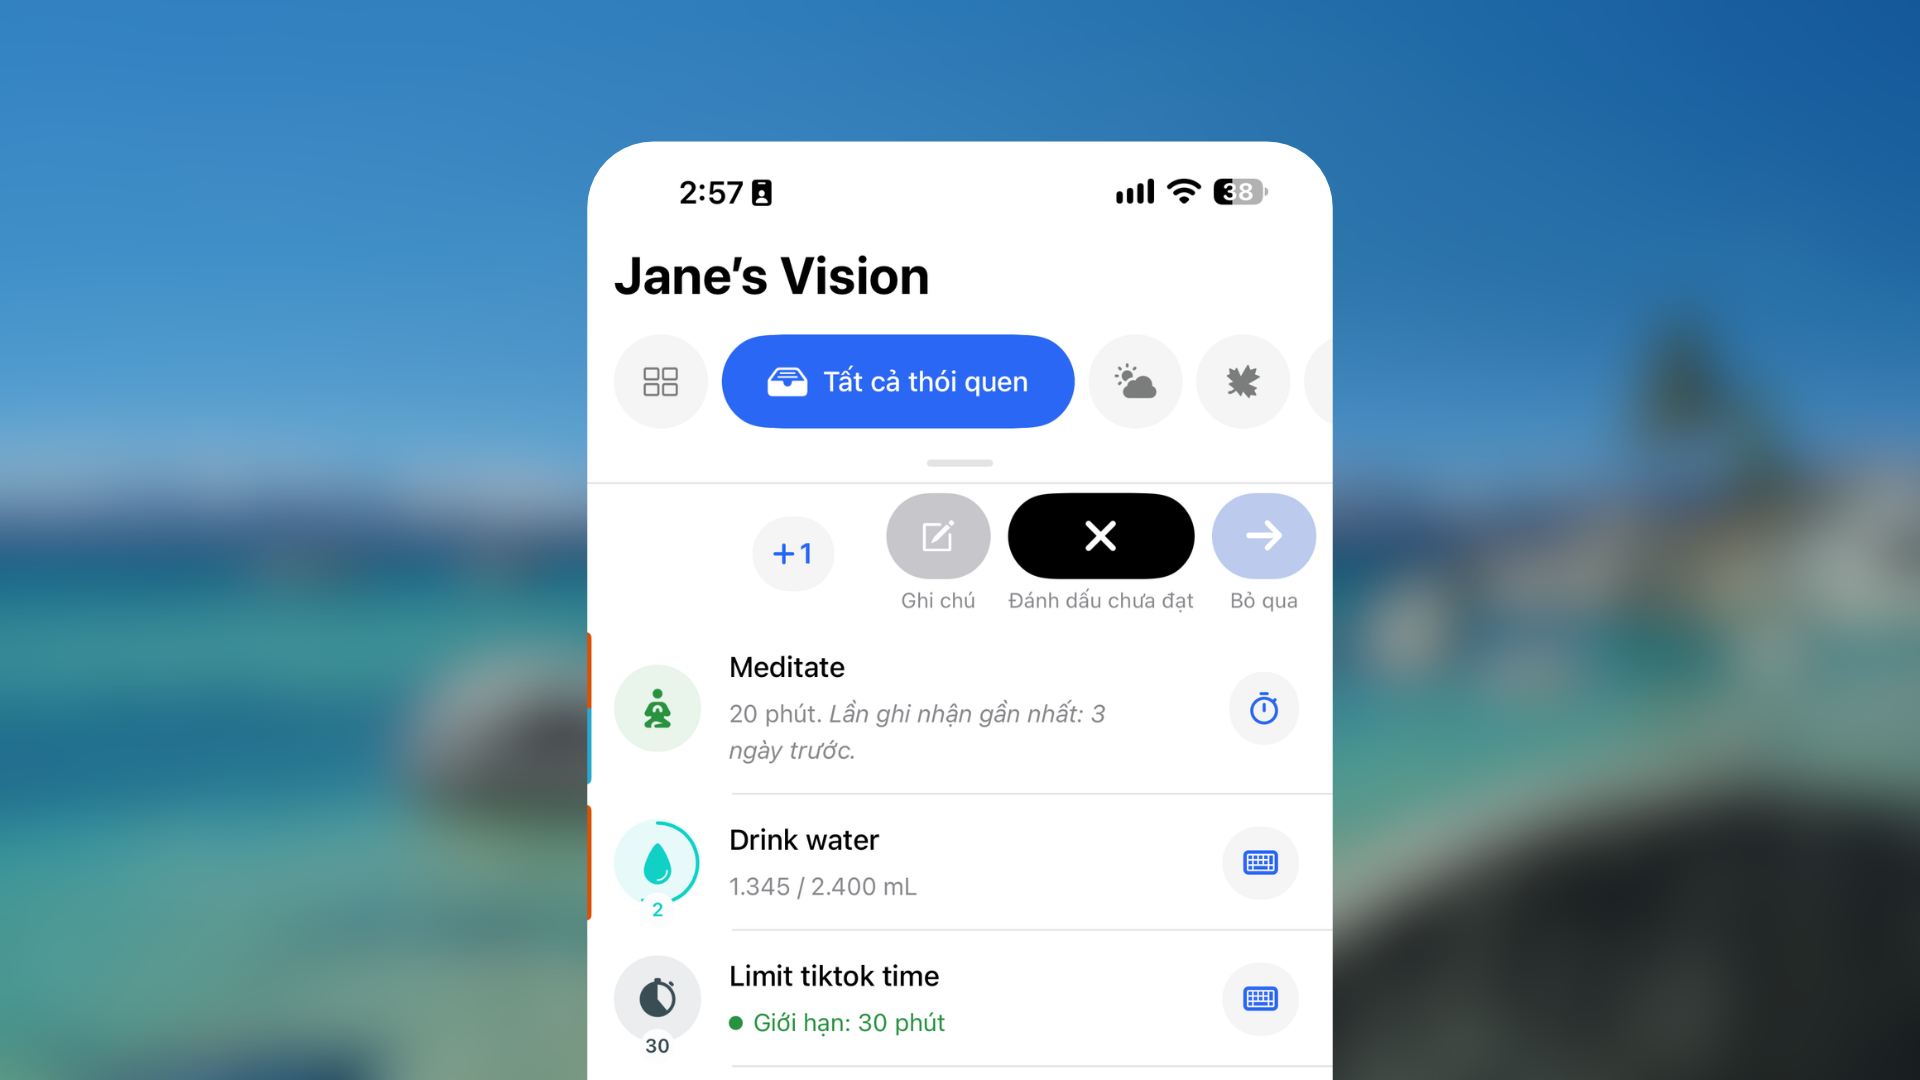 2:57
38
Jane's Vision
Tất cả thói quen
+1
Ghi chú
Đánh dấu chưa đạt
Bỏ qua
Meditate
20 phút. Lần ghi nhận gần nhất: 3
ngày trước.
Drink water
1.345 / 2.400 mL
2
Limit tiktok time
Giới hạn: 30 phút
30